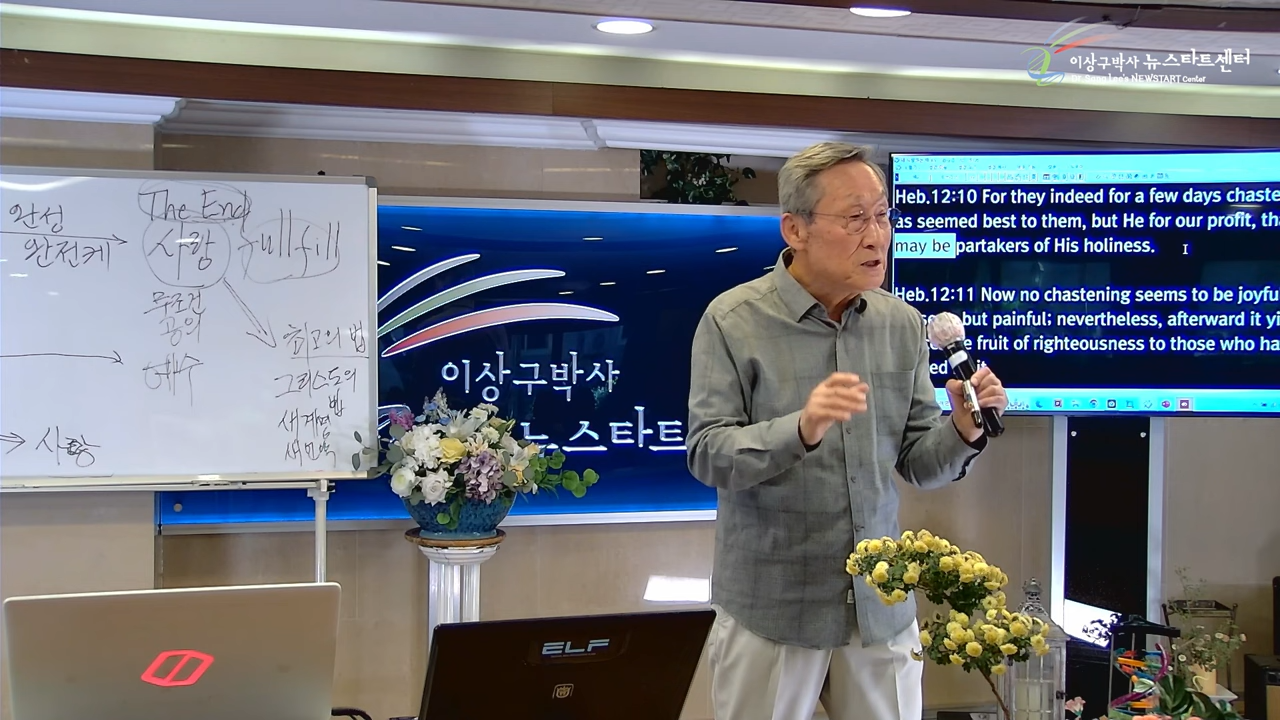 이상구박사 뉴스타트센터
Dr. Sang Lee's NEWSTART Center
완성
완전케
The End
사랑 fullfill
무조건
공의
예수
최고의 법
그리스도의
법
새계명
사랑
이상구박사
뉴스타트
Heb.12:10 For they indeed for a few days chaste
as seemed best to them, but He for our profit, tha
may be partakers of His holiness.
Heb.12:11 Now no chastening seems to be joyfu
but painful; nevertheless, afterward it yi
fruit of righteousness to those who ha
ELF